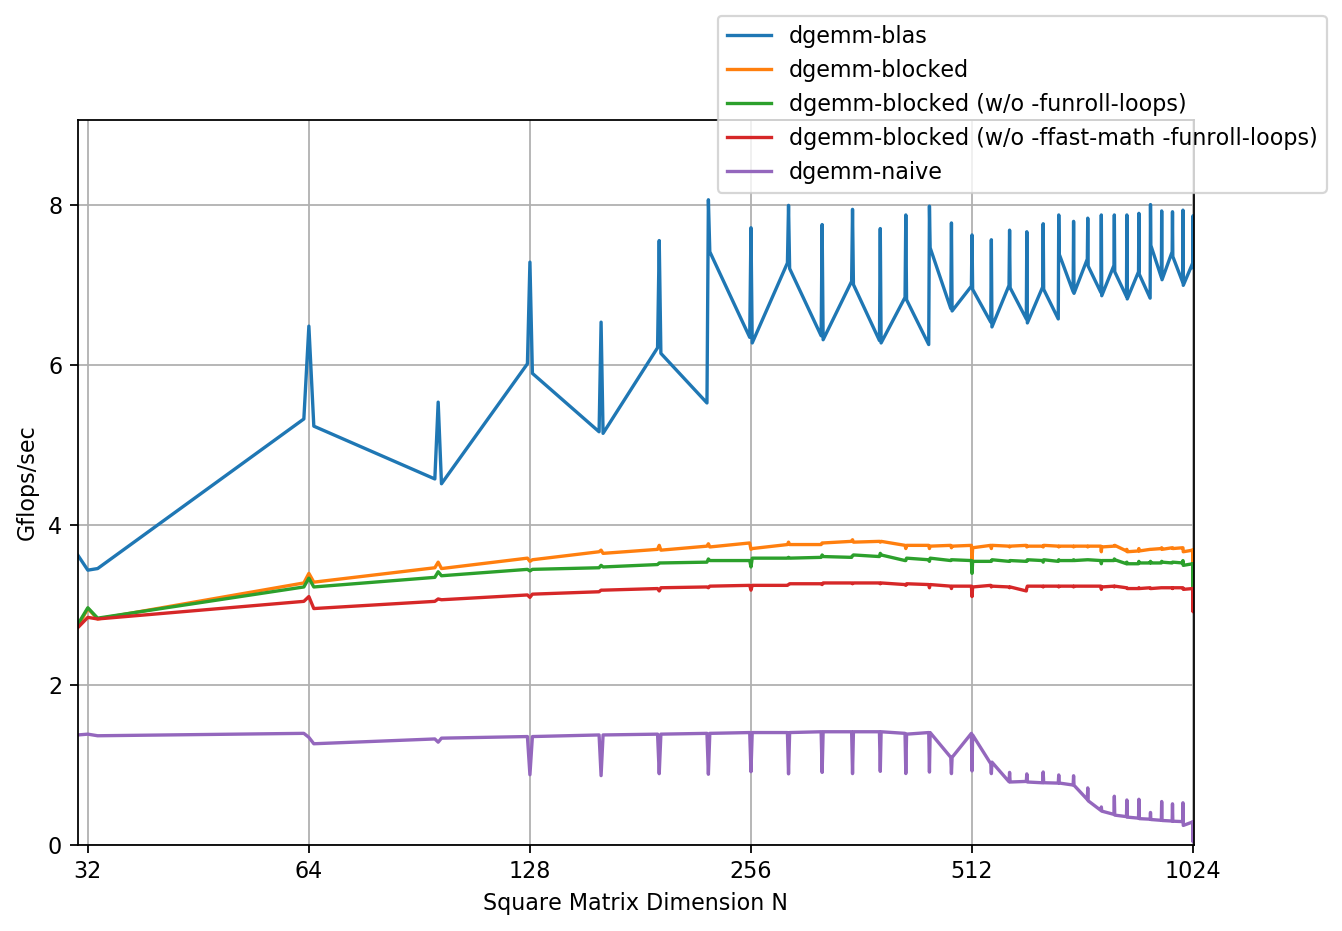 dgemm-blas
dgemm-blocked
dgemm-blocked (w/o -funroll-loops)
dgemm-blocked (w/o -ffast-math -funroll-loops)
dgemm-naive
8
6
4
2
0
Gflops/sec
32 64 128 256 512 1024
Square Matrix Dimension N